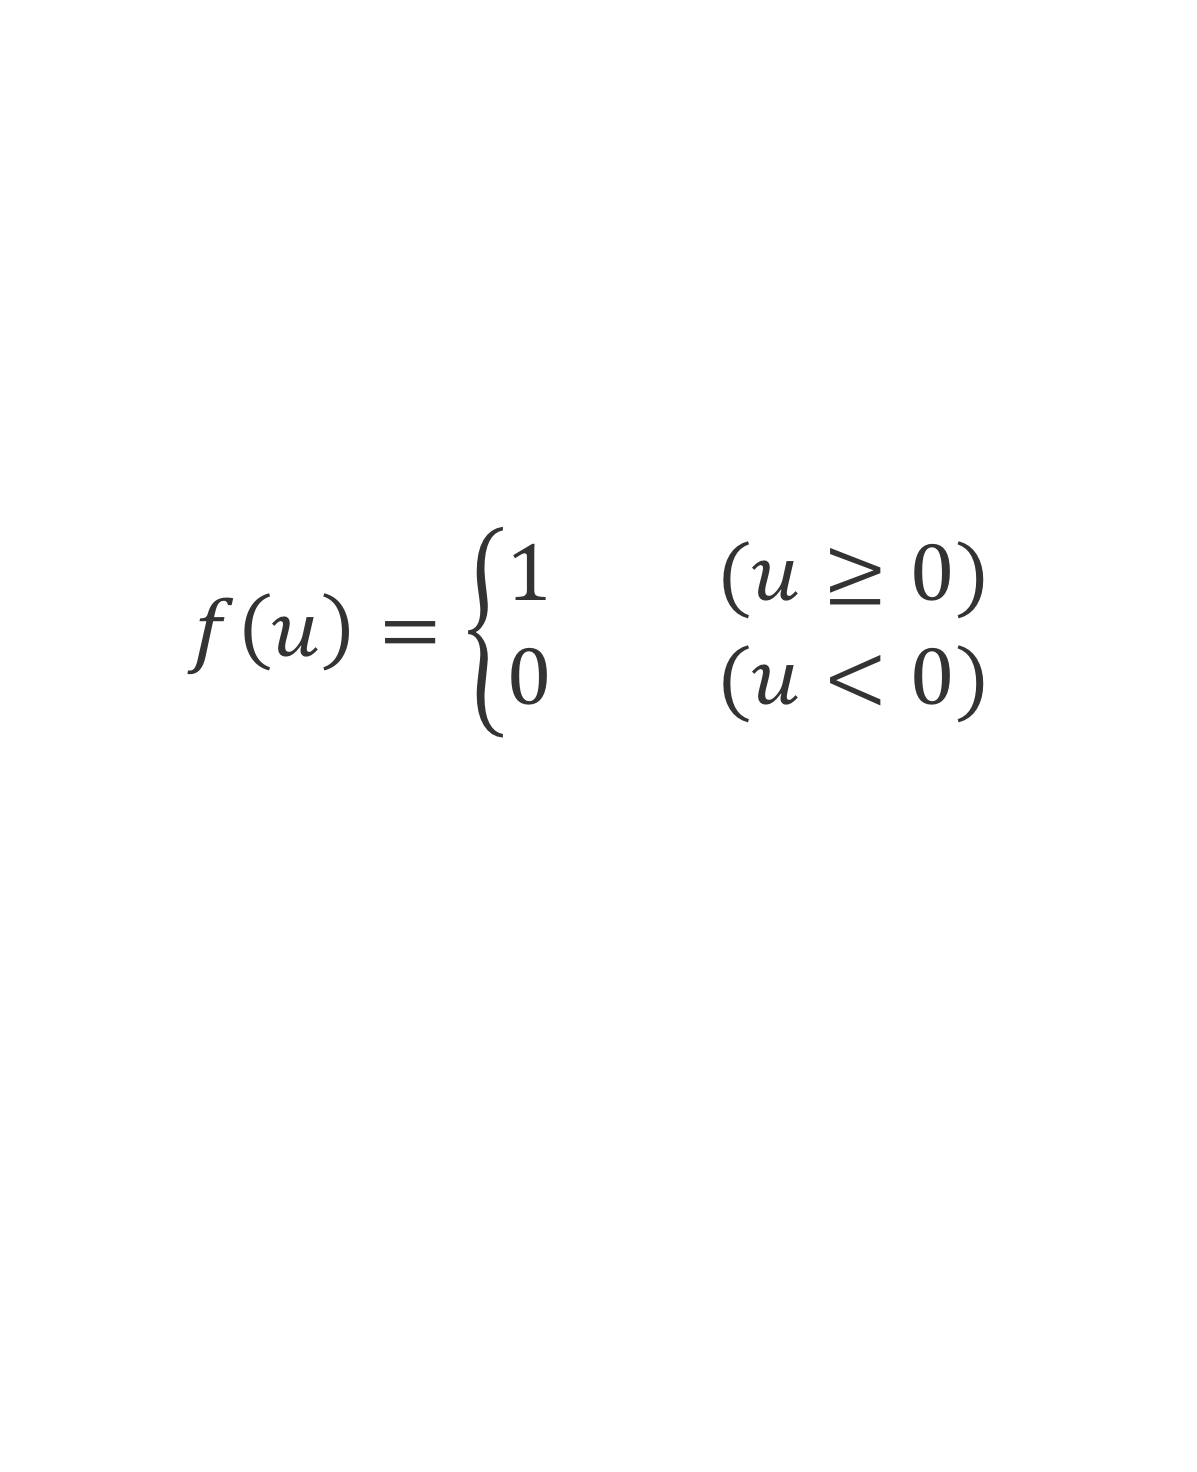 f(u) = {1 (u ≥ 0)
0 (u < 0)